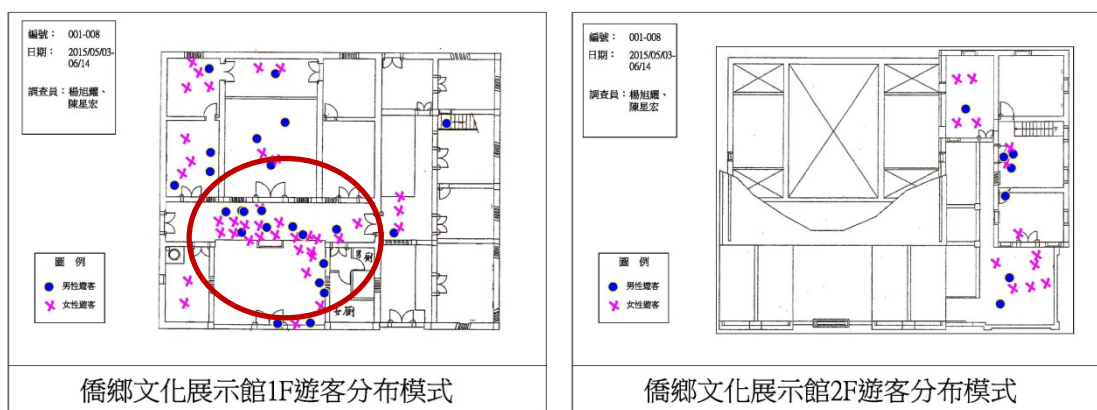 編號： 001-008
日期： 2015/05/03-
06/14
調查員：楊旭耀、
陳星宏
男廁
女廁
圖 例
男性遊客
女性遊客
僑鄉文化展示館1F遊客分布模式
編號： 001-008
日期： 2015/05/03-
06/14
調查員：楊旭耀、
陳星宏
圖 例
男性遊客
女性遊客
僑鄉文化展示館2F遊客分布模式